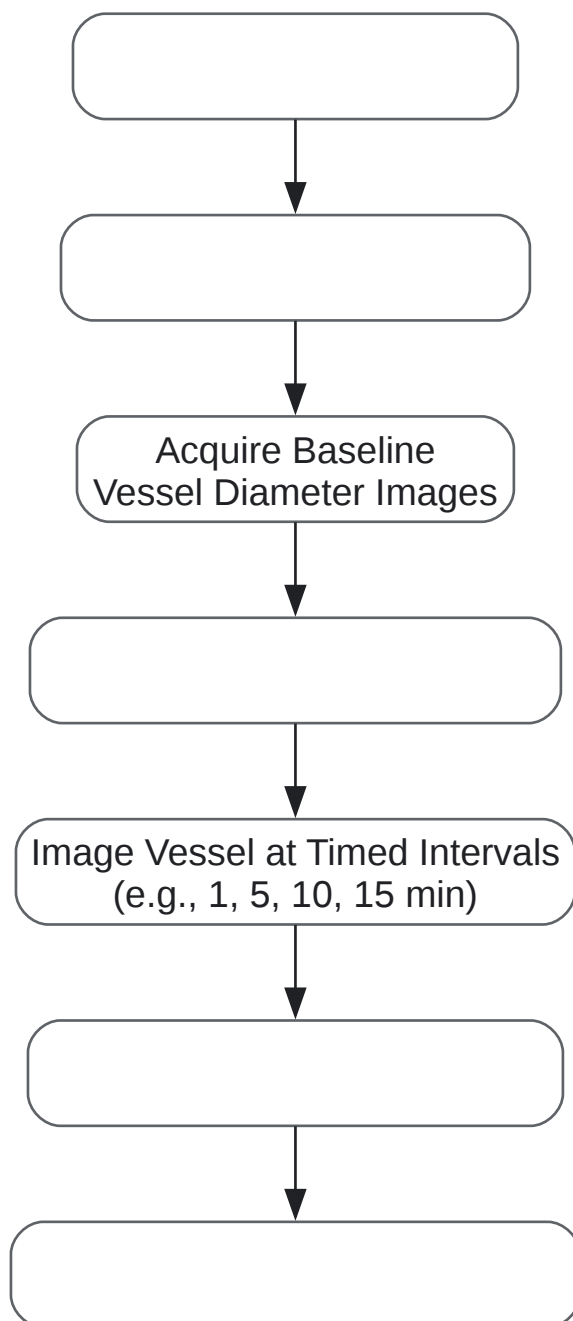 Acquire Baseline
Vessel Diameter Images
Image Vessel at Timed Intervals
(e.g., 1, 5, 10, 15 min)